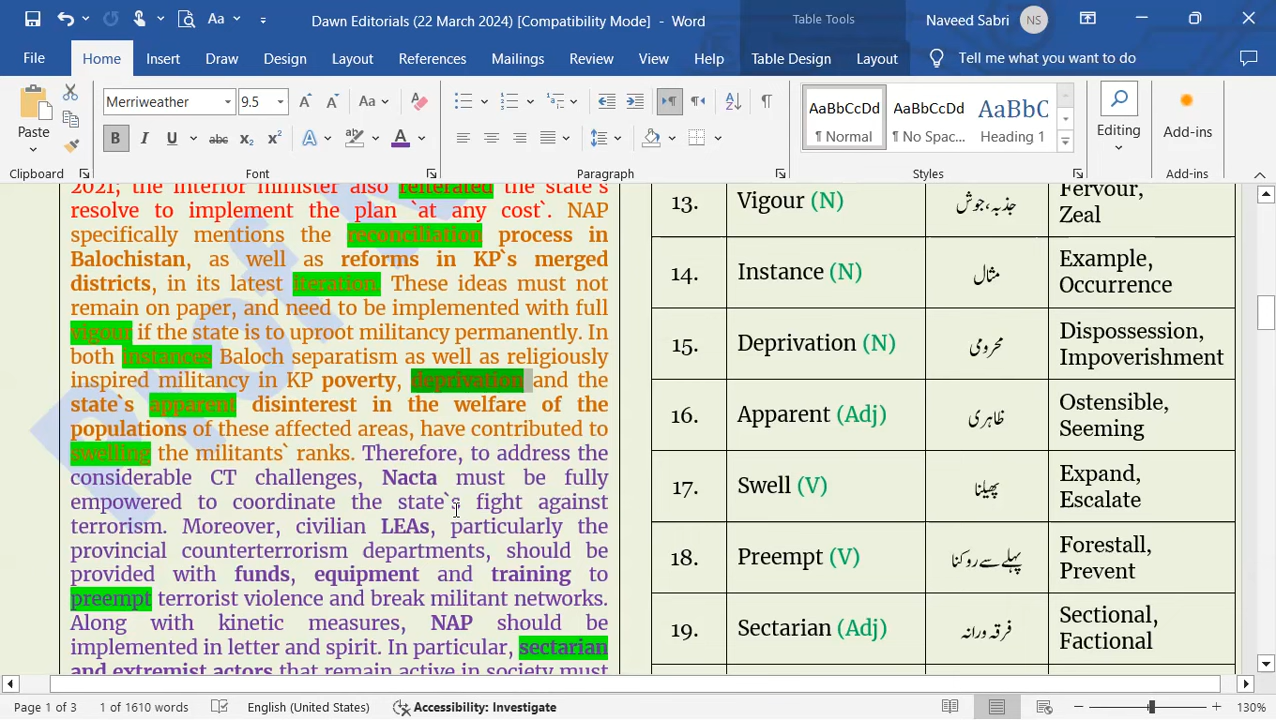 Dawn Editorials (22 March 2024) [Compatibility Mode] - Word
Table Tools
Naveed Sabri
NS
Aa
File
Home
Insert
Draw
Design
Layout
References
Mailings
Review
View
Help
Table Design
Layout
Tell me what you want to do
Paste
Merriweather
9.5
Clipboard
Font
Paragraph
AaBbCcDd
¶ Normal
AaBbCcDd
¶ No Spac...
AaBbCc
Heading 1
Styles
Editing
Add-ins
Add-ins
2021; the interior minister also reiterated the state`s
resolve to implement the plan `at any cost`. NAP
specifically mentions the reconciliation process in
Balochistan, as well as reforms in KP`s merged
districts, in its latest iteration. These ideas must not
remain on paper, and need to be implemented with full
vigour if the state is to uproot militancy permanently. In
both instances Baloch separatism as well as religiously
inspired militancy in KP poverty, deprivation and the
state`s apparent disinterest in the welfare of the
populations of these affected areas, have contributed to
swelling the militants` ranks. Therefore, to address the
considerable CT challenges, Nacta must be fully
empowered to coordinate the state`s fight against
terrorism. Moreover, civilian LEAs, particularly the
provincial counterterrorism departments, should be
provided with funds, equipment and training to
preempt terrorist violence and break militant networks.
Along with kinetic measures, NAP should be
implemented in letter and spirit. In particular, sectarian
and extremist actors that remain active in society must
13. Vigour (N) جذبہ، جوش Fervour,
Zeal
14. Instance (N) مثال Example,
Occurrence
15. Deprivation (N) محرومی Dispossession,
Impoverishment
16. Apparent (Adj) ظاہری Ostensible,
Seeming
17. Swell (V) پھیلنا Expand,
Escalate
18. Preempt (V) پہلے سے روکنا Forestall,
Prevent
19. Sectarian (Adj) فرقہ ورانہ Sectional,
Factional
Page 1 of 3
1 of 1610 words
English (United States)
Accessibility: Investigate
130%